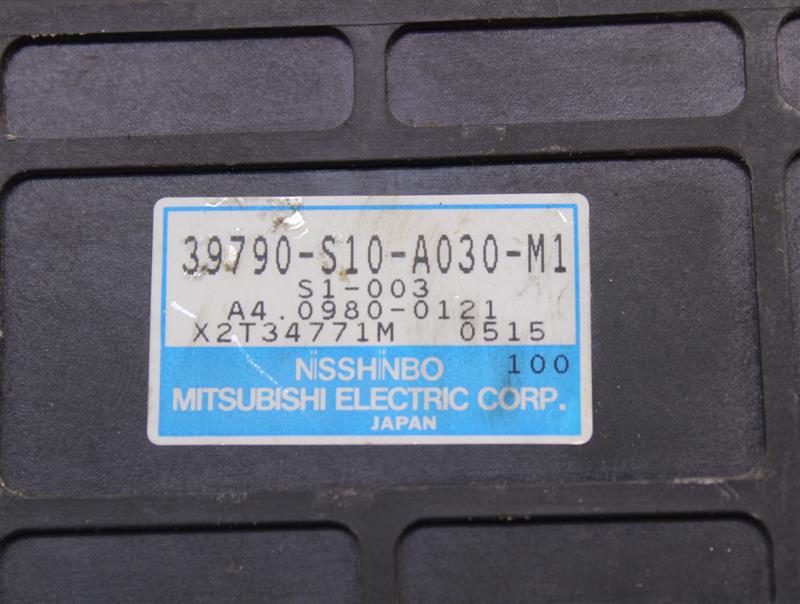 39790-S10-A030-M1
S1-003
A4.0980-0121
X2T34771M 0515
NISSHINBO 100
MITSUBISHI ELECTRIC CORP.
JAPAN